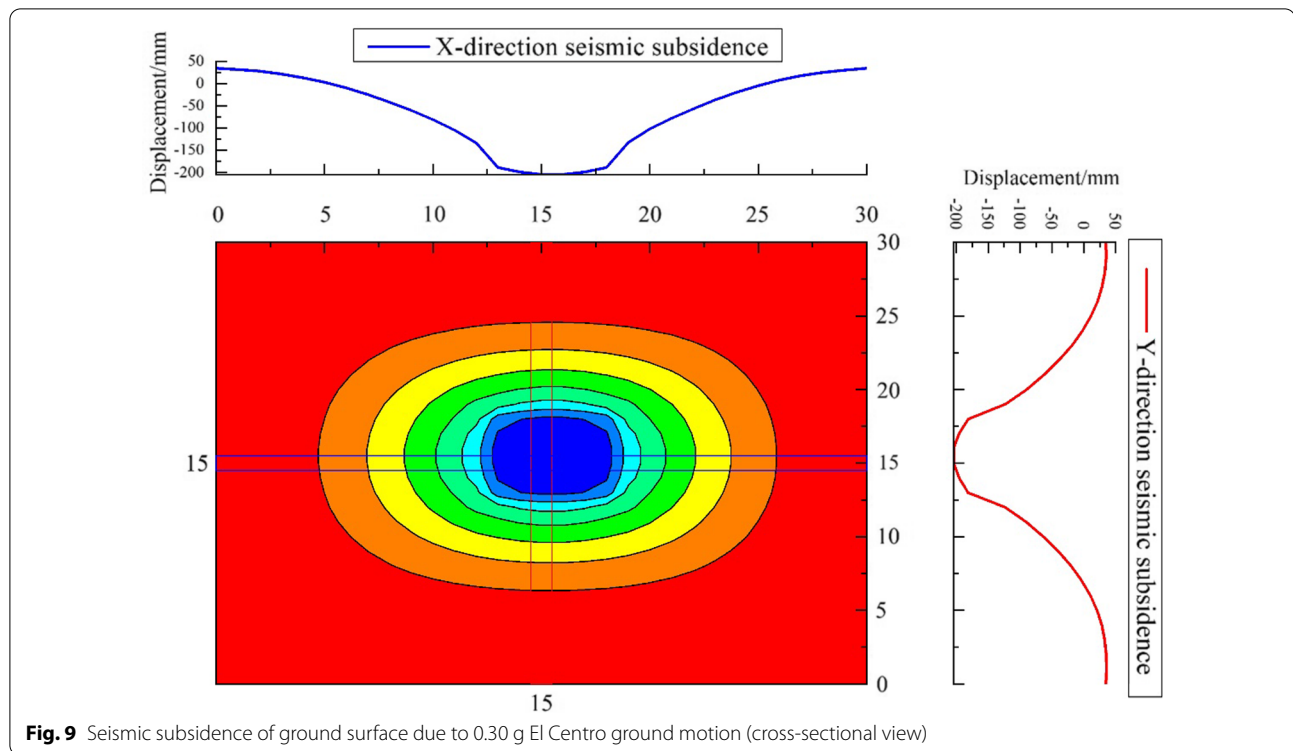 X-direction seismic subsidence
Displacement/mm
50
0
-50
-100
-150
-200
0 5 10 15 20 25 30
Displacement/mm
-200 -150 -100 -50 0 50
30
25
20
15
10
5
0
15
15
Y-direction seismic subsidence
Fig. 9 Seismic subsidence of ground surface due to 0.30 g El Centro ground motion (cross-sectional view)